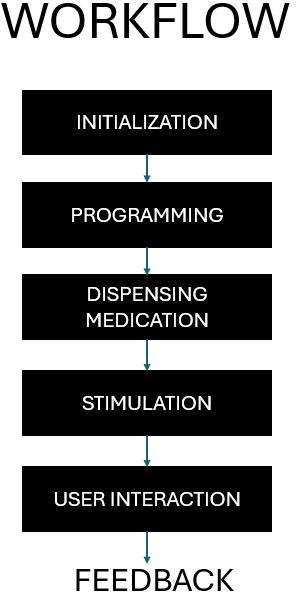 WORKFLOW
INITIALIZATION
PROGRAMMING
DISPENSING
MEDICATION
STIMULATION
USER INTERACTION
FEEDBACK